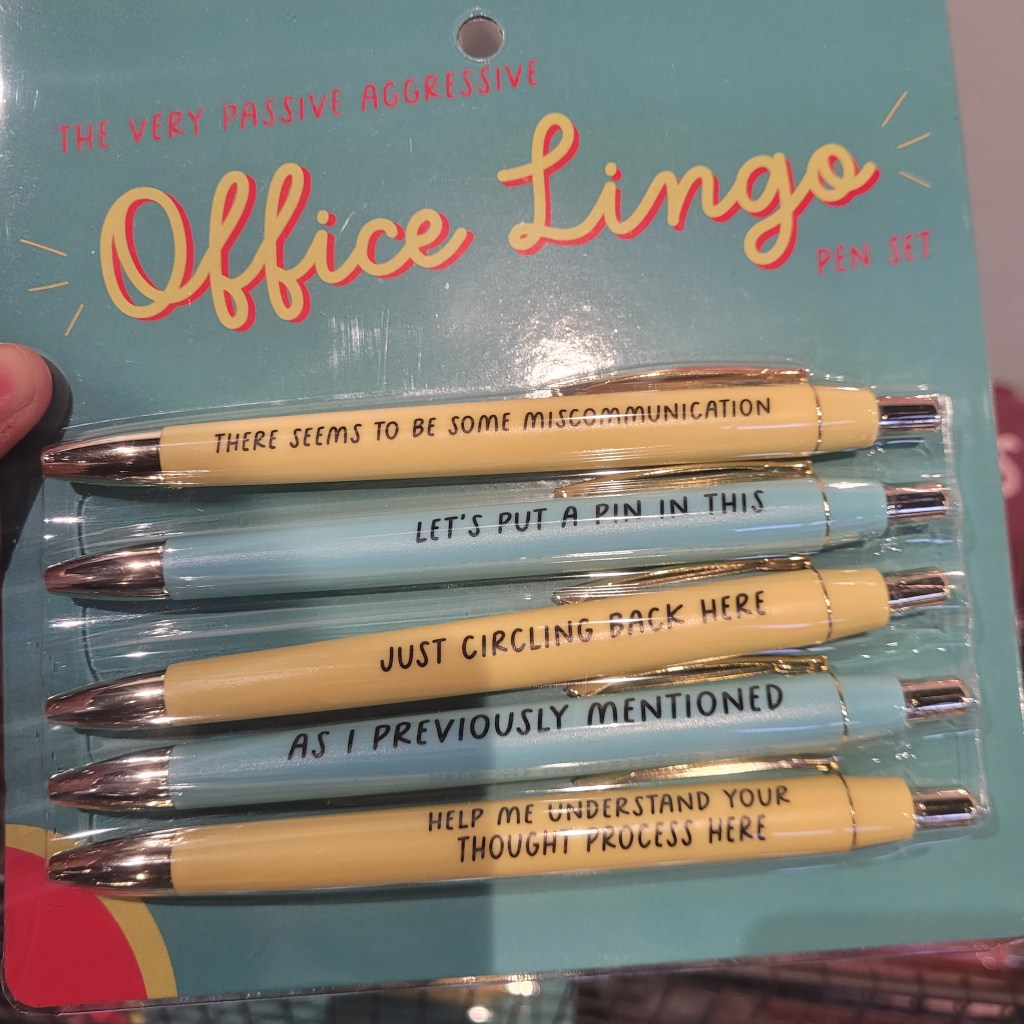 THE VERY PASSIVE AGGRESSIVE
Office Lingo
PEN SET
THERE SEEMS TO BE SOME MISCOMMUNICATION
LET'S PUT A PIN IN THIS
JUST CIRCLING BACK HERE
AS I PREVIOUSLY MENTIONED
HELP ME UNDERSTAND YOUR
THOUGHT PROCESS HERE